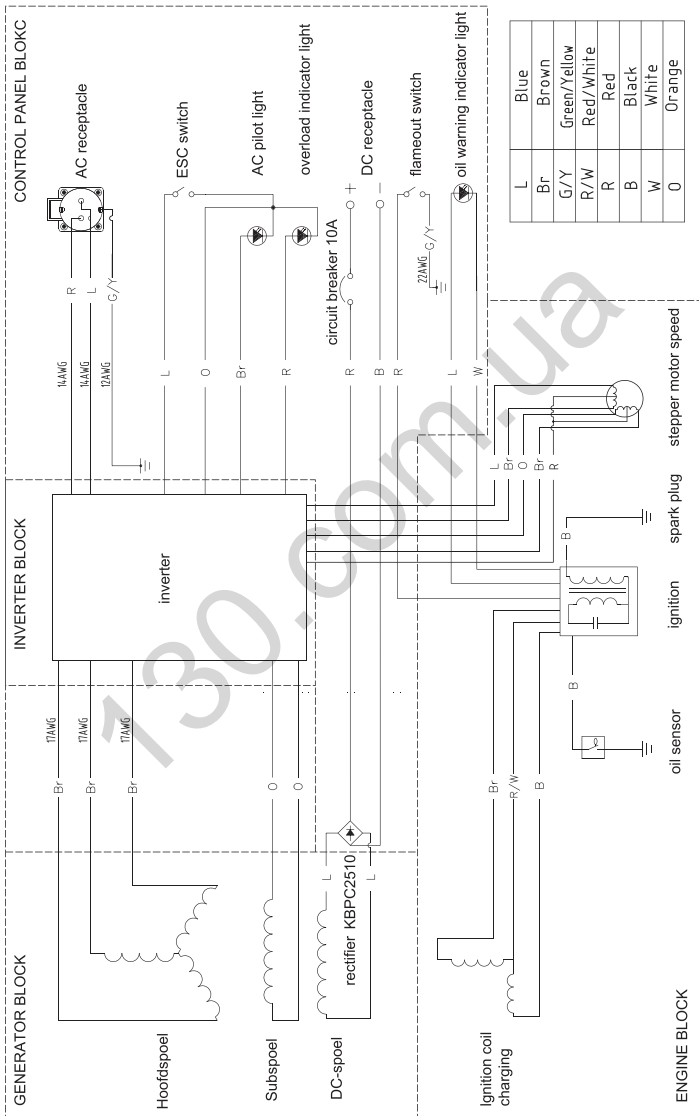 CONTROL PANEL BLOKC
AC receptacle
ESC switch
AC pilot light
overload indicator light
DC receptacle
flameout switch
oil warning indicator light
circuit breaker 10A
+
−
R
L
G/Y
14AWG
14AWG
12AWG
22AWG
G/Y
L
O
Br
R
R
B
R
L
W
L Blue
Br Brown
G/Y Green/Yellow
R/W Red/White
R Red
B Black
W White
O Orange
INVERTER BLOCK
inverter
17AWG
17AWG
17AWG
Br
Br
Br
O
O
GENERATOR BLOCK
Hoofdspoel
Subspoel
DC-spoel
L
L
rectifier KBPC2510
L
Br
O
Br
R
stepper motor speed
spark plug
B
ignition
B
oil sensor
Br
R/W
B
Ignition coil
charging
ENGINE BLOCK
130.com.ua